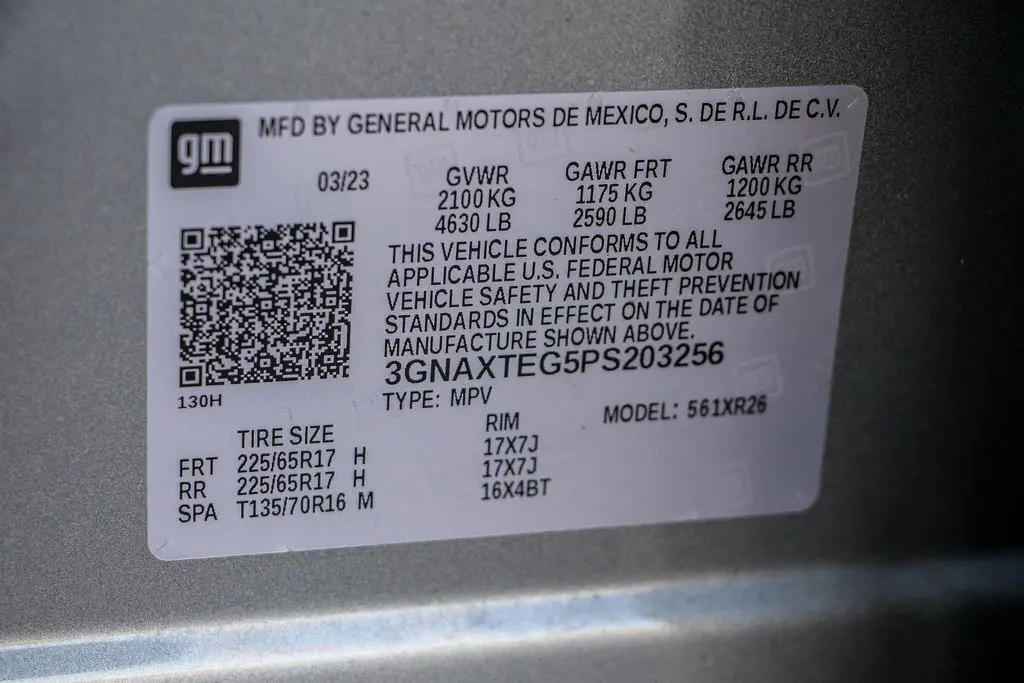 gm
MFD BY GENERAL MOTORS DE MEXICO, S. DE R.L. DE C.V.
03/23 GVWR GAWR FRT GAWR RR
2100 KG 1175 KG 1200 KG
4630 LB 2590 LB 2645 LB
THIS VEHICLE CONFORMS TO ALL
APPLICABLE U.S. FEDERAL MOTOR
VEHICLE SAFETY AND THEFT PREVENTION
STANDARDS IN EFFECT ON THE DATE OF
MANUFACTURE SHOWN ABOVE.
3GNAXTEG5PS203256
130H
TYPE: MPV MODEL: 561XR26
TIRE SIZE RIM
FRT 225/65R17 H 17X7J
RR 225/65R17 H 17X7J
SPA T135/70R16 M 16X4BT